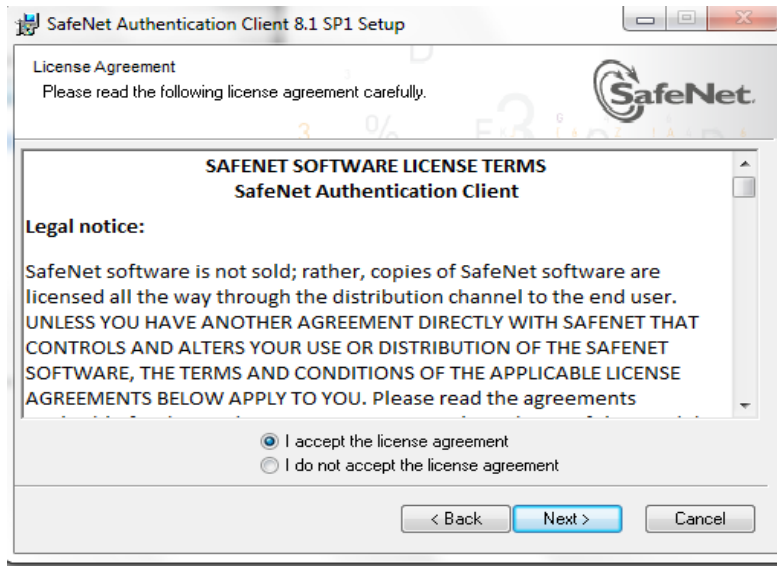 SafeNet Authentication Client 8.1 SP1 Setup
License Agreement
Please read the following license agreement carefully.
SafeNet.
SAFENET SOFTWARE LICENSE TERMS
SafeNet Authentication Client
Legal notice:
SafeNet software is not sold; rather, copies of SafeNet software are
licensed all the way through the distribution channel to the end user.
UNLESS YOU HAVE ANOTHER AGREEMENT DIRECTLY WITH SAFENET THAT
CONTROLS AND ALTERS YOUR USE OR DISTRIBUTION OF THE SAFENET
SOFTWARE, THE TERMS AND CONDITIONS OF THE APPLICABLE LICENSE
AGREEMENTS BELOW APPLY TO YOU. Please read the agreements
I accept the license agreement
I do not accept the license agreement
< Back
Next >
Cancel